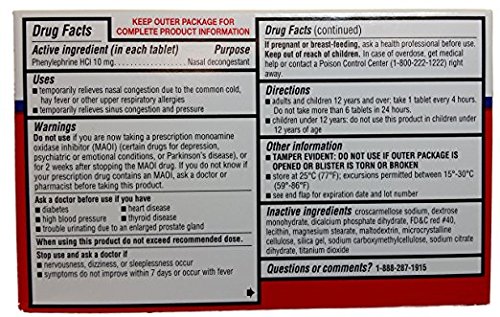 Drug Facts
KEEP OUTER PACKAGE FOR
COMPLETE PRODUCT INFORMATION
Active ingredient (in each tablet) Purpose
Phenylephrine HCl 10 mg Nasal decongestant
Uses
■ temporarily relieves nasal congestion due to the common cold,
hay fever or other upper respiratory allergies
■ temporarily relieves sinus congestion and pressure
Warnings
Do not use if you are now taking a prescription monoamine
oxidase inhibitor (MAOI) (certain drugs for depression,
psychiatric or emotional conditions, or Parkinson's disease), or
for 2 weeks after stopping the MAOI drug. If you do not know if
your prescription drug contains an MAOI, ask a doctor or
pharmacist before taking this product.
Ask a doctor before use if you have
■ diabetes ■ heart disease
■ high blood pressure ■ thyroid disease
■ trouble urinating due to an enlarged prostate gland
When using this product do not exceed recommended dose.
Stop use and ask a doctor if
■ nervousness, dizziness, or sleeplessness occur
■ symptoms do not improve within 7 days or occur with fever
Drug Facts (continued)
If pregnant or breast-feeding, ask a health professional before use.
Keep out of reach of children. In case of overdose, get medical
help or contact a Poison Control Center (1-800-222-1222) right
away.
Directions
■ adults and children 12 years and over: take 1 tablet every 4 hours.
Do not take more than 6 tablets in 24 hours.
■ children under 12 years: do not use this product in children under
12 years of age
Other information
■ TAMPER EVIDENT: DO NOT USE IF OUTER PACKAGE IS
OPENED OR BLISTER IS TORN OR BROKEN
■ store at 25°C (77°F); excursions permitted between 15°-30°C
(59°-86°F)
■ see end flap for expiration date and lot number
Inactive ingredients croscarmellose sodium, dextrose
monohydrate, dicalcium phosphate dihydrate, FD&C red #40,
lecithin, magnesium stearate, maltodextrin, microcrystalline
cellulose, silica gel, sodium carboxymethylcellulose, sodium citrate
dihydrate, titanium dioxide
Questions or comments? 1-888-287-1915